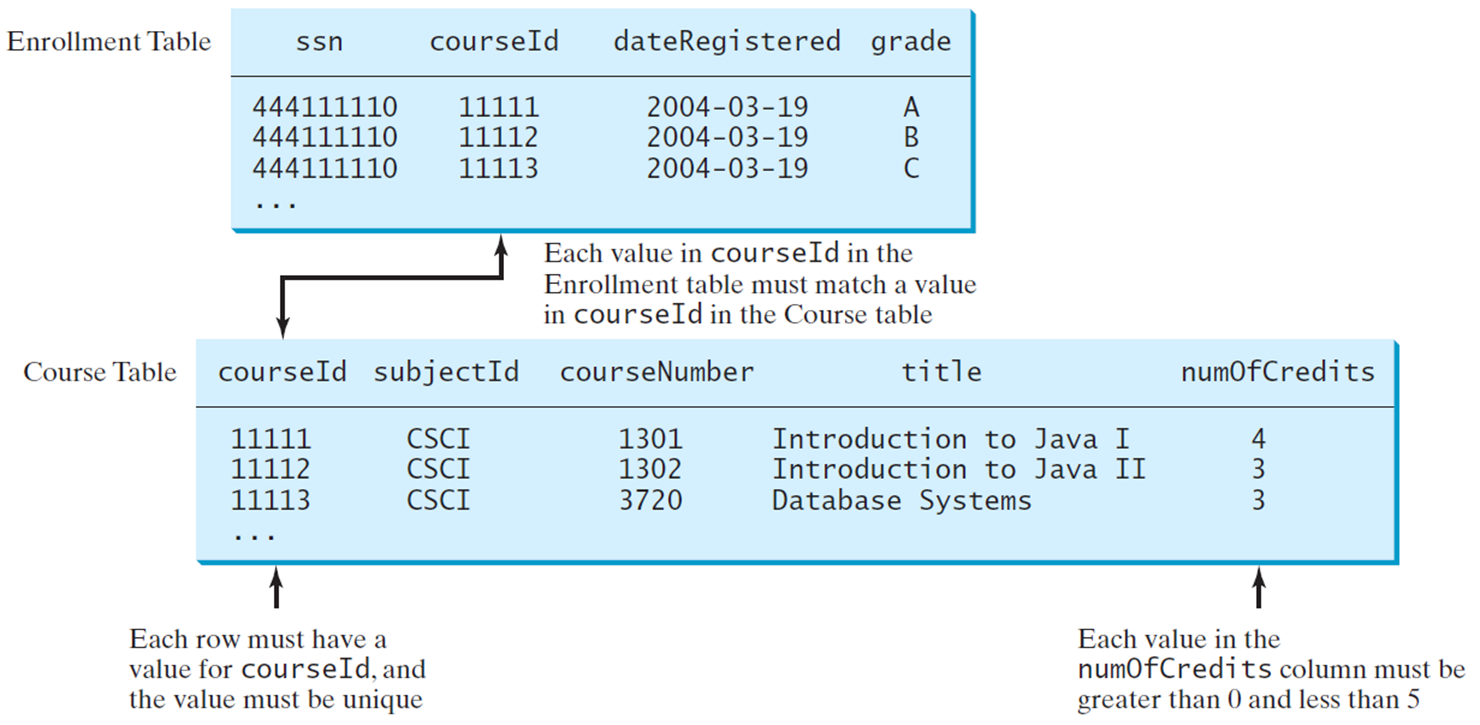 Enrollment Table ssn courseId dateRegistered grade
444111110 11111 2004-03-19 A
444111110 11112 2004-03-19 B
444111110 11113 2004-03-19 C
...
Each value in courseId in the
Enrollment table must match a value
in courseId in the Course table
Course Table courseId subjectId courseNumber title numOfCredits
11111 CSCI 1301 Introduction to Java I 4
11112 CSCI 1302 Introduction to Java II 3
11113 CSCI 3720 Database Systems 3
...
Each row must have a
value for courseId, and
the value must be unique
Each value in the
numOfCredits column must be
greater than 0 and less than 5